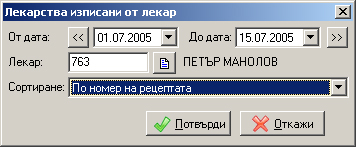 Лекарства изписани от лекар
От дата: << 01.07.2005 До дата: 15.07.2005 >>
Лекар: 763 ПЕТЪР МАНОЛОВ
Сортиране: По номер на рецептата
Потвърди Откажи